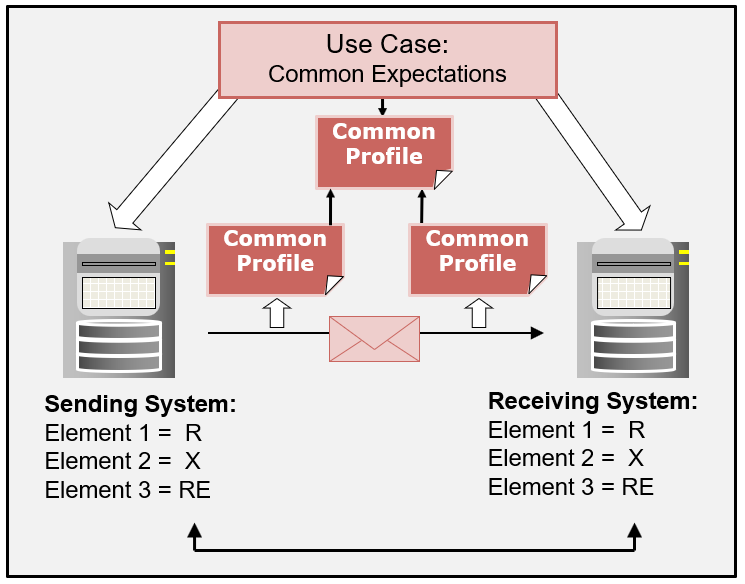 Use Case:
Common Expectations
Common
Profile
Common
Profile
Common
Profile
Sending System:
Element 1 =  R
Element 2 =  X
Element 3 = RE
Receiving System:
Element 1 =  R
Element 2 =  X
Element 3 = RE